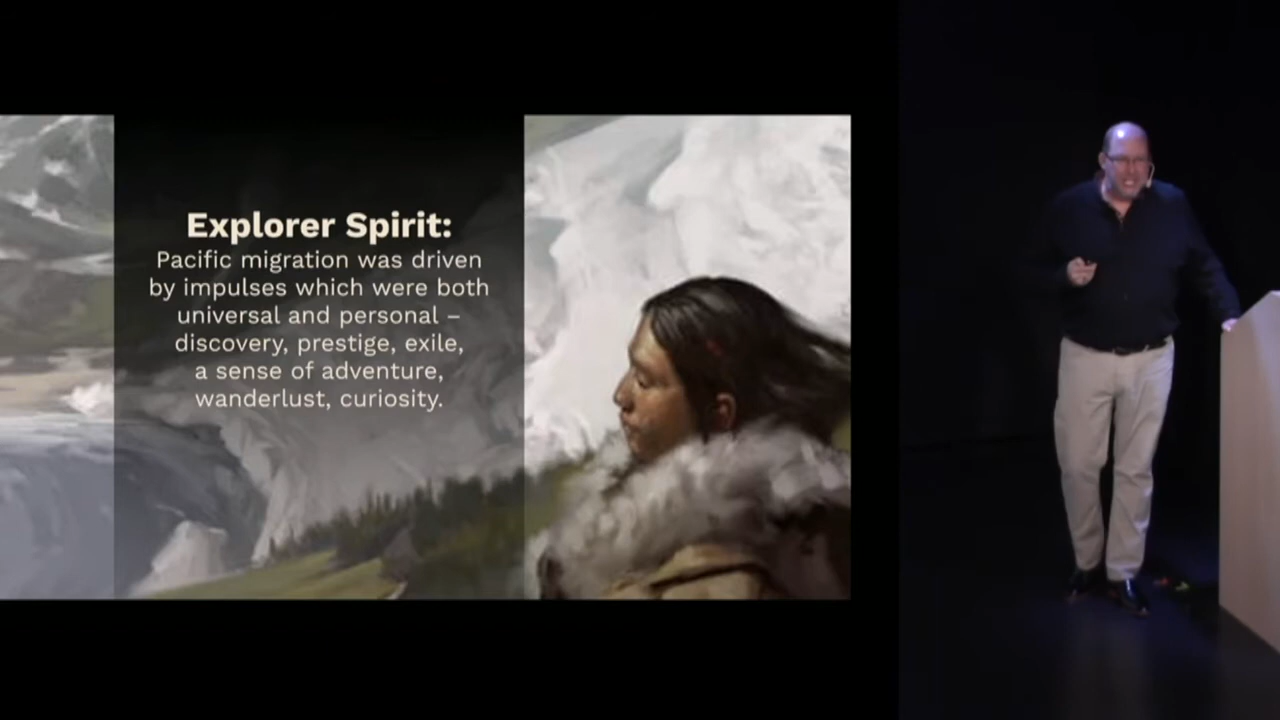 Explorer Spirit:
Pacific migration was driven
by impulses which were both
universal and personal –
discovery, prestige, exile,
a sense of adventure,
wanderlust, curiosity.